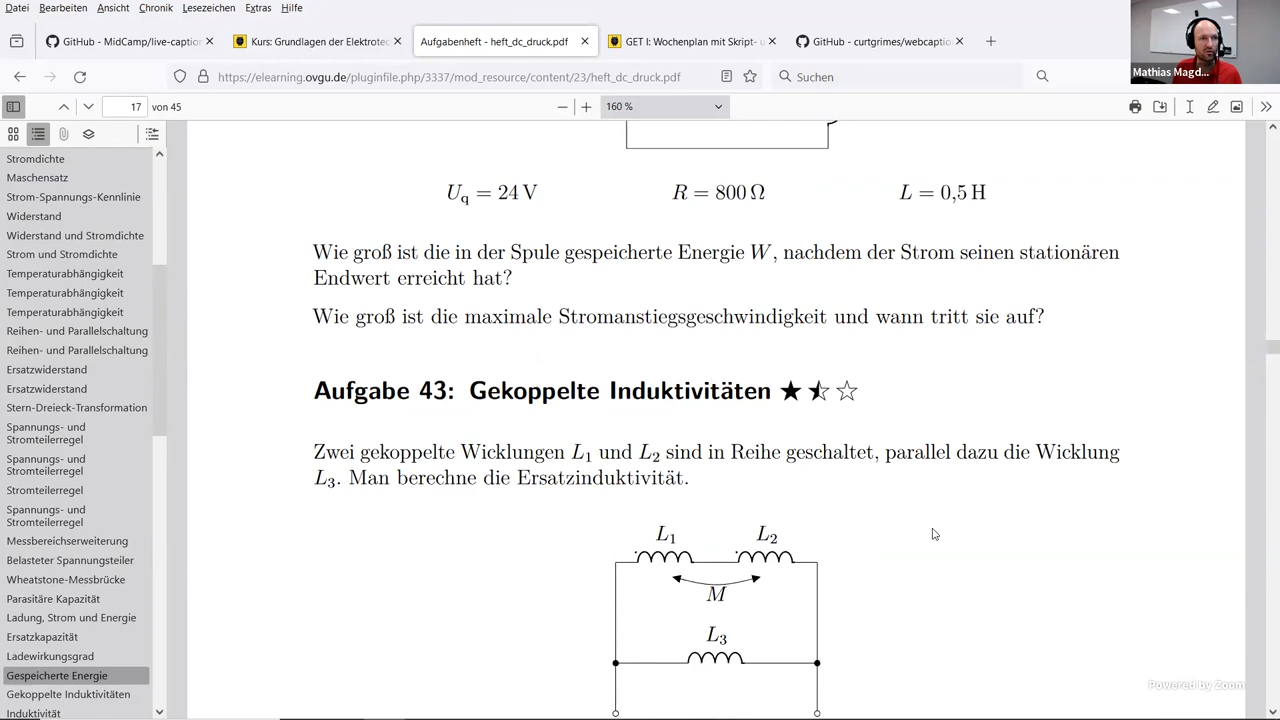 Datei Bearbeiten Ansicht Chronik Lesezeichen Extras Hilfe
GitHub - MidCamp/live-captio
Kurs: Grundlagen der Elektrotec
Aufgabenheft - heft_dc_druck.pdf
GET I: Wochenplan mit Skript- u
GitHub - curtgrimes/webcaptio
https://elearning.ovgu.de/pluginfile.php/3337/mod_resource/content/23/heft_dc_druck.pdf
Suchen
Mathias Magd...
17 von 45
160 %
Stromdichte
Maschensatz
Strom-Spannungs-Kennlinie
Widerstand
Widerstand und Stromdichte
Strom und Stromdichte
Temperaturabhängigkeit
Temperaturabhängigkeit
Temperaturabhängigkeit
Reihen- und Parallelschaltung
Reihen- und Parallelschaltung
Ersatzwiderstand
Ersatzwiderstand
Stern-Dreieck-Transformation
Spannungs- und
Stromteilerregel
Spannungs- und
Stromteilerregel
Stromteilerregel
Spannungs- und
Stromteilerregel
Messbereichserweiterung
Belasteter Spannungsteiler
Wheatstone-Messbrücke
Parasitäre Kapazität
Ladung, Strom und Energie
Ersatzkapazität
Ladewirkungsgrad
Gespeicherte Energie
Gekoppelte Induktivitäten
Induktivität
U_q = 24 V R = 800 Ω L = 0,5 H
Wie groß ist die in der Spule gespeicherte Energie W, nachdem der Strom seinen stationären
Endwert erreicht hat?
Wie groß ist die maximale Stromanstiegsgeschwindigkeit und wann tritt sie auf?
Aufgabe 43: Gekoppelte Induktivitäten
Zwei gekoppelte Wicklungen L₁ und L₂ sind in Reihe geschaltet, parallel dazu die Wicklung
L₃. Man berechne die Ersatzinduktivität.
L₁ L₂
M
L₃
Powered by Zoom